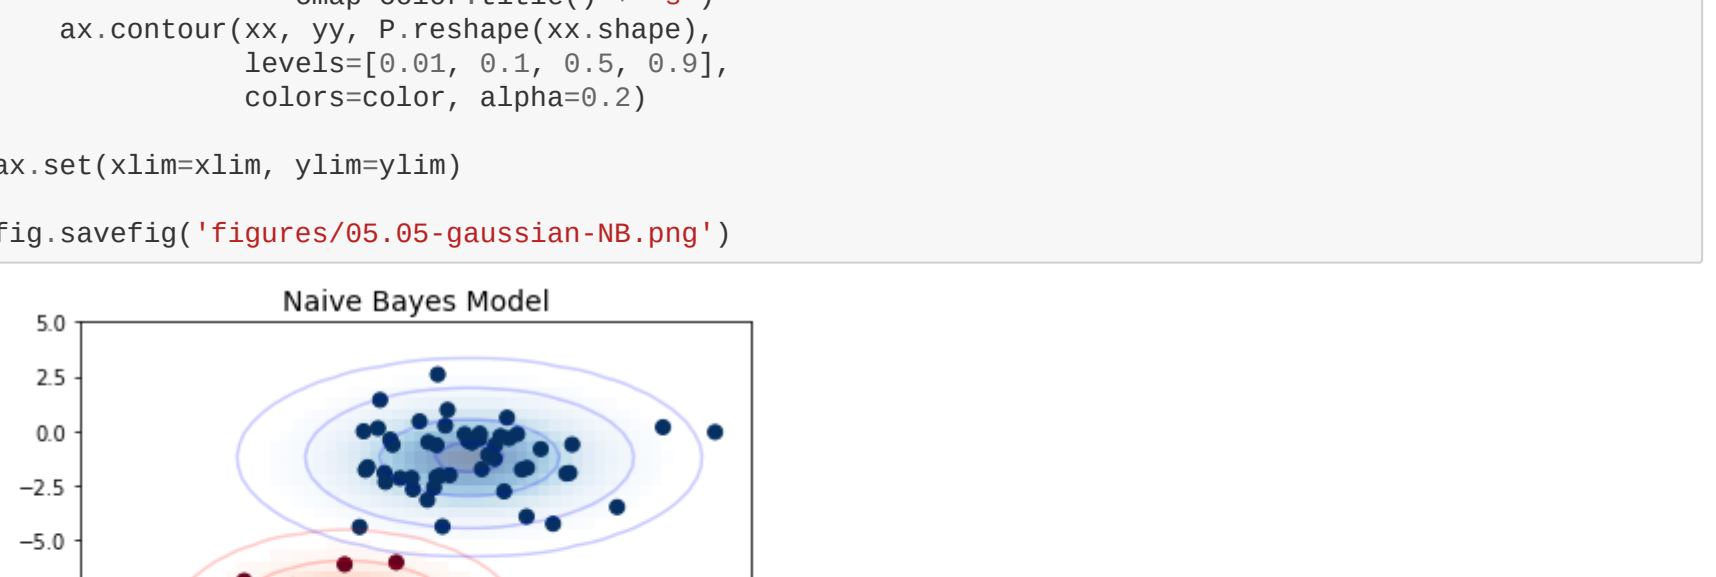 ax.contour(xx, yy, P.reshape(xx.shape),
levels=[0.01, 0.1, 0.5, 0.9],
colors=color, alpha=0.2)
ax.set(xlim=xlim, ylim=ylim)
fig.savefig('figures/05.05-gaussian-NB.png')
Naive Bayes Model
5.0
2.5
0.0
−2.5
−5.0